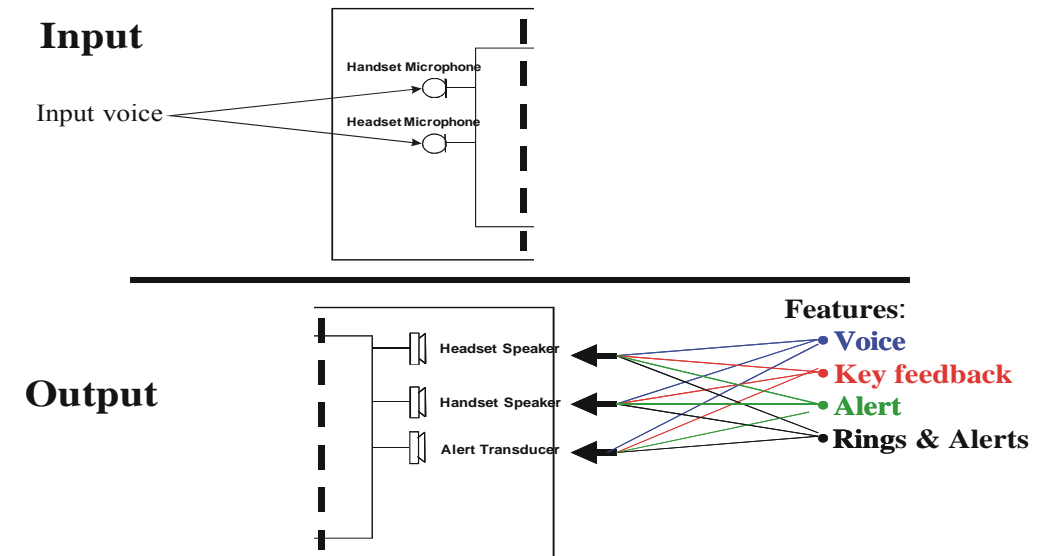 Input
Handset Microphone
Input voice
Headset Microphone
Features:
Voice
Headset Speaker
Key feedback
Output
Handset Speaker
Alert
Rings & Alerts
Alert Transducer